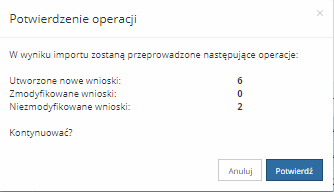 Potwierdzenie operacji
×
W wyniku importu zostaną przeprowadzone następujące operacje:
Utworzone nowe wnioski: 6
Zmodyfikowane wnioski: 0
Niezmodyfikowane wnioski: 2
Kontynuować?
Anuluj Potwierdź